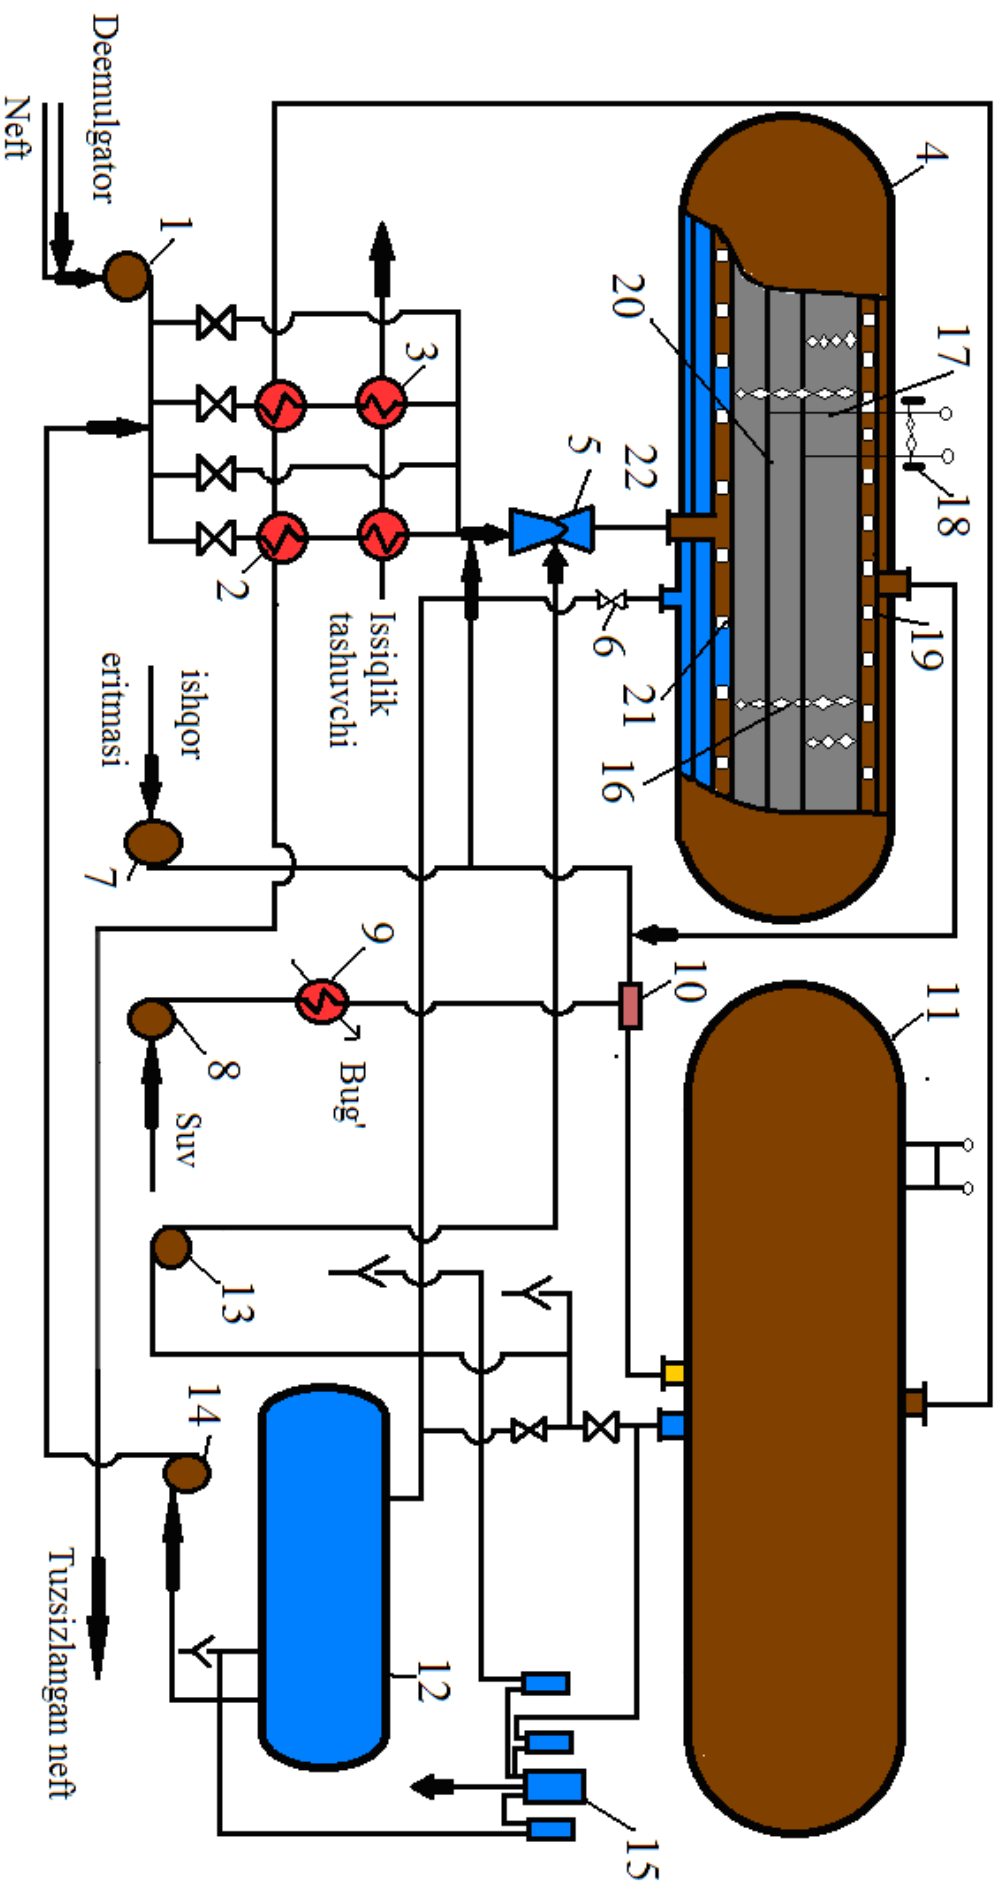 4
17
18
19
20
22
5
21
16
6
3
2
1
Deemulgator
Neft
Issiqlik
tashuvchi
ishqor
eritmasi
7
11
10
9
Bug'
8
Suv
13
14
12
15
Tuzsizlangan neft